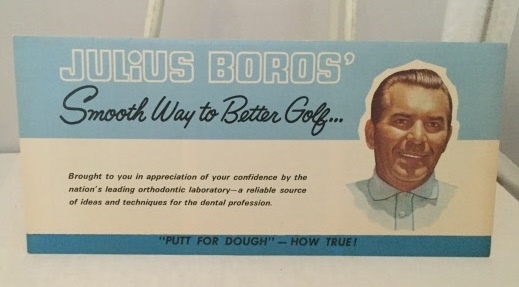 JULIUS BOROS'
Smooth Way to Better Golf...
Brought to you in appreciation of your confidence by the
nation's leading orthodontic laboratory—a reliable source
of ideas and techniques for the dental profession.
"PUTT FOR DOUGH" — HOW TRUE!